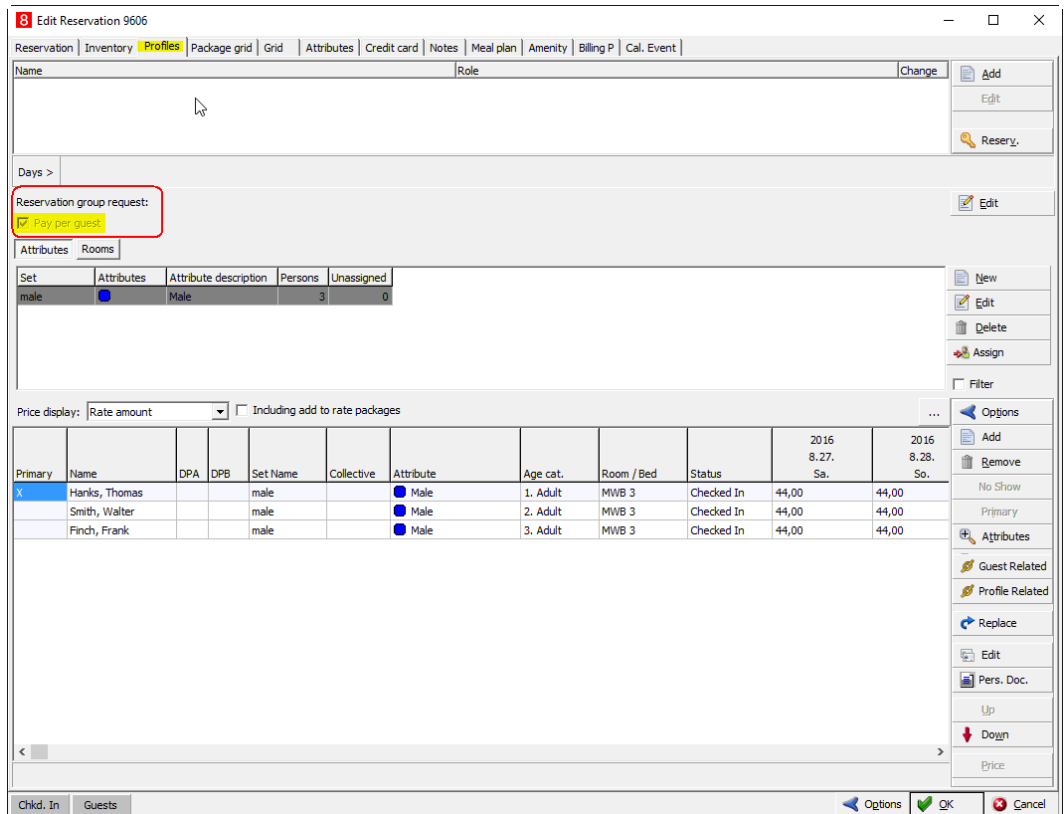 8 Edit Reservation 9606
Reservation Inventory Profiles Package grid Grid Attributes Credit card Notes Meal plan Amenity Billing P Cal. Event
Name Role Change
Add
Edit
Reserv.
Days >
Reservation group request:
Edit
Pay per guest
Attributes Rooms
Set Attributes Attribute description Persons Unassigned
male Male 3 0
New
Edit
Delete
Assign
Filter
Price display: Rate amount Including add to rate packages ...
Options
Primary Name DPA DPB Set Name Collective Attribute Age cat. Room / Bed Status 2016 8.27. Sa. 2016 8.28. So.
X Hanks, Thomas male Male 1. Adult MWB 3 Checked In 44,00 44,00
Smith, Walter male Male 2. Adult MWB 3 Checked In 44,00 44,00
Finch, Frank male Male 3. Adult MWB 3 Checked In 44,00 44,00
Add
Remove
No Show
Primary
Attributes
Guest Related
Profile Related
Replace
Edit
Pers. Doc.
Up
Down
Price
Chkd. In Guests Options OK Cancel